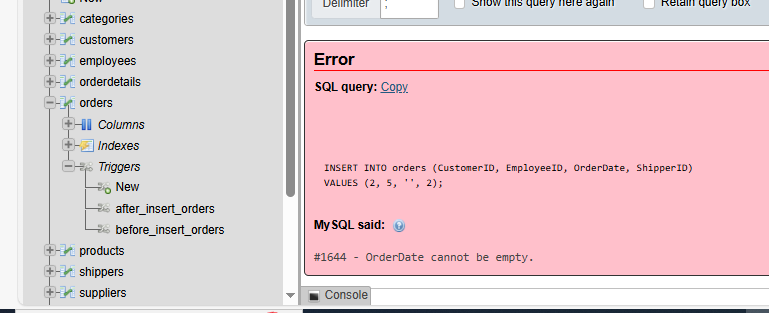 New
categories
customers
employees
orderdetails
orders
Columns
Indexes
Triggers
New
after_insert_orders
before_insert_orders
products
shippers
suppliers
Delimiter ; Show this query here again Retain query box
Error
SQL query: Copy
INSERT INTO orders (CustomerID, EmployeeID, OrderDate, ShipperID)
VALUES (2, 5, '', 2);
MySQL said:
#1644 - OrderDate cannot be empty.
Console